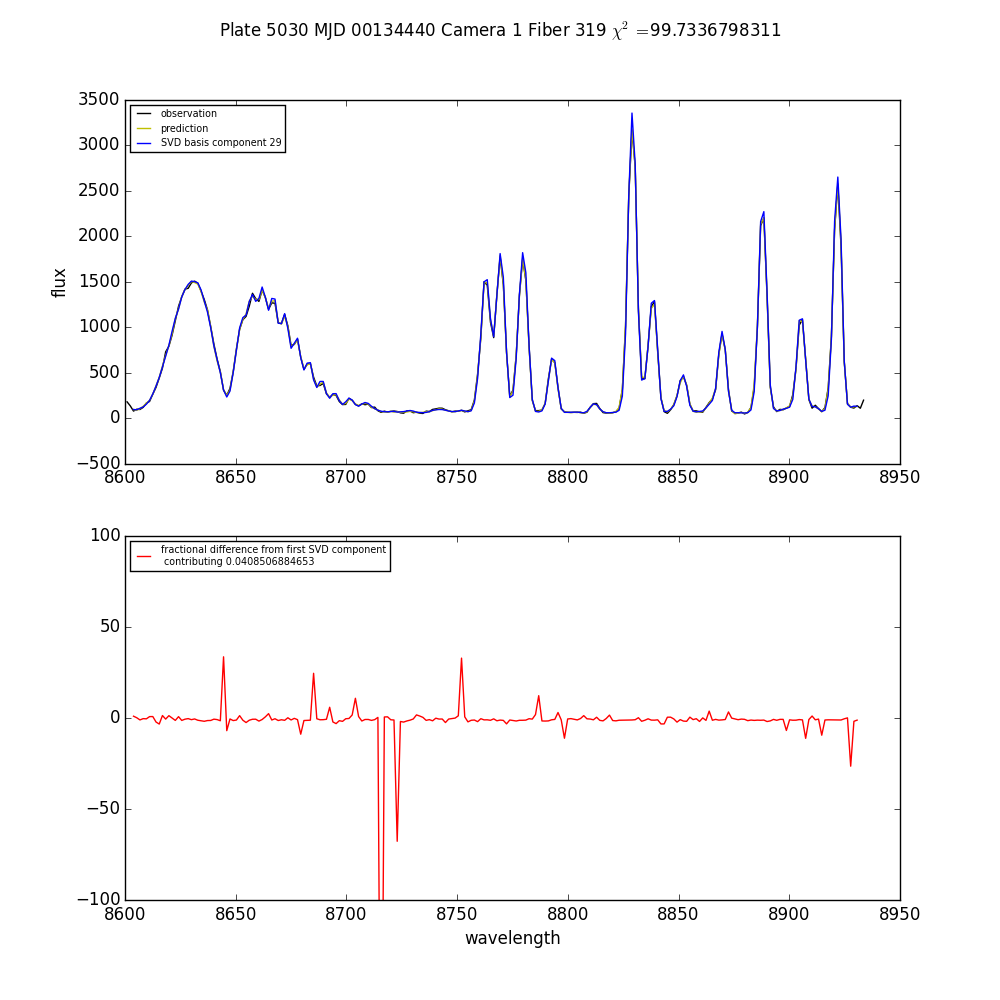 Plate 5030 MJD 00134440 Camera 1 Fiber 319 χ² =99.7336798311
3500
3000
2500
2000
1500
1000
500
0
−500
flux
observation
prediction
SVD basis component 29
8600 8650 8700 8750 8800 8850 8900 8950
100
50
0
−50
−100
fractional difference from first SVD component
contributing 0.0408506884653
8600 8650 8700 8750 8800 8850 8900 8950
wavelength